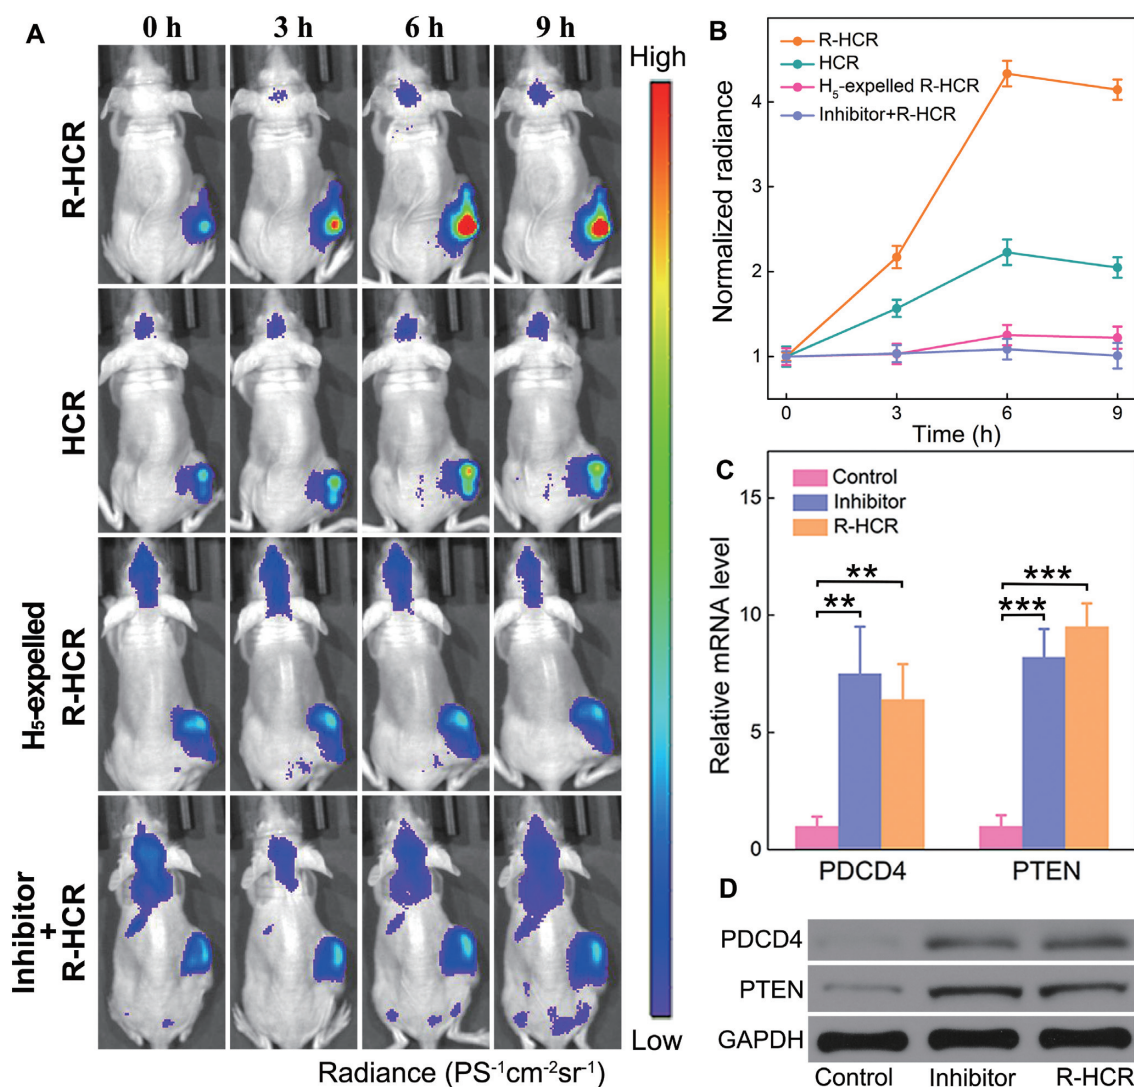 A
0 h
3 h
6 h
9 h
R-HCR
HCR
H₅-expelled
R-HCR
Inhibitor
+
R-HCR
High
Low
Radiance (PS⁻¹cm⁻²sr⁻¹)
B
R-HCR
HCR
H₅-expelled R-HCR
Inhibitor+R-HCR
Normalized radiance
4
4
2
1
0
3
6
9
Time (h)
C
Control
Inhibitor
R-HCR
Relative mRNA level
15
10
5
0
**
**
***
***
PDCD4
PTEN
D
PDCD4
PTEN
GAPDH
Control
Inhibitor
R-HCR